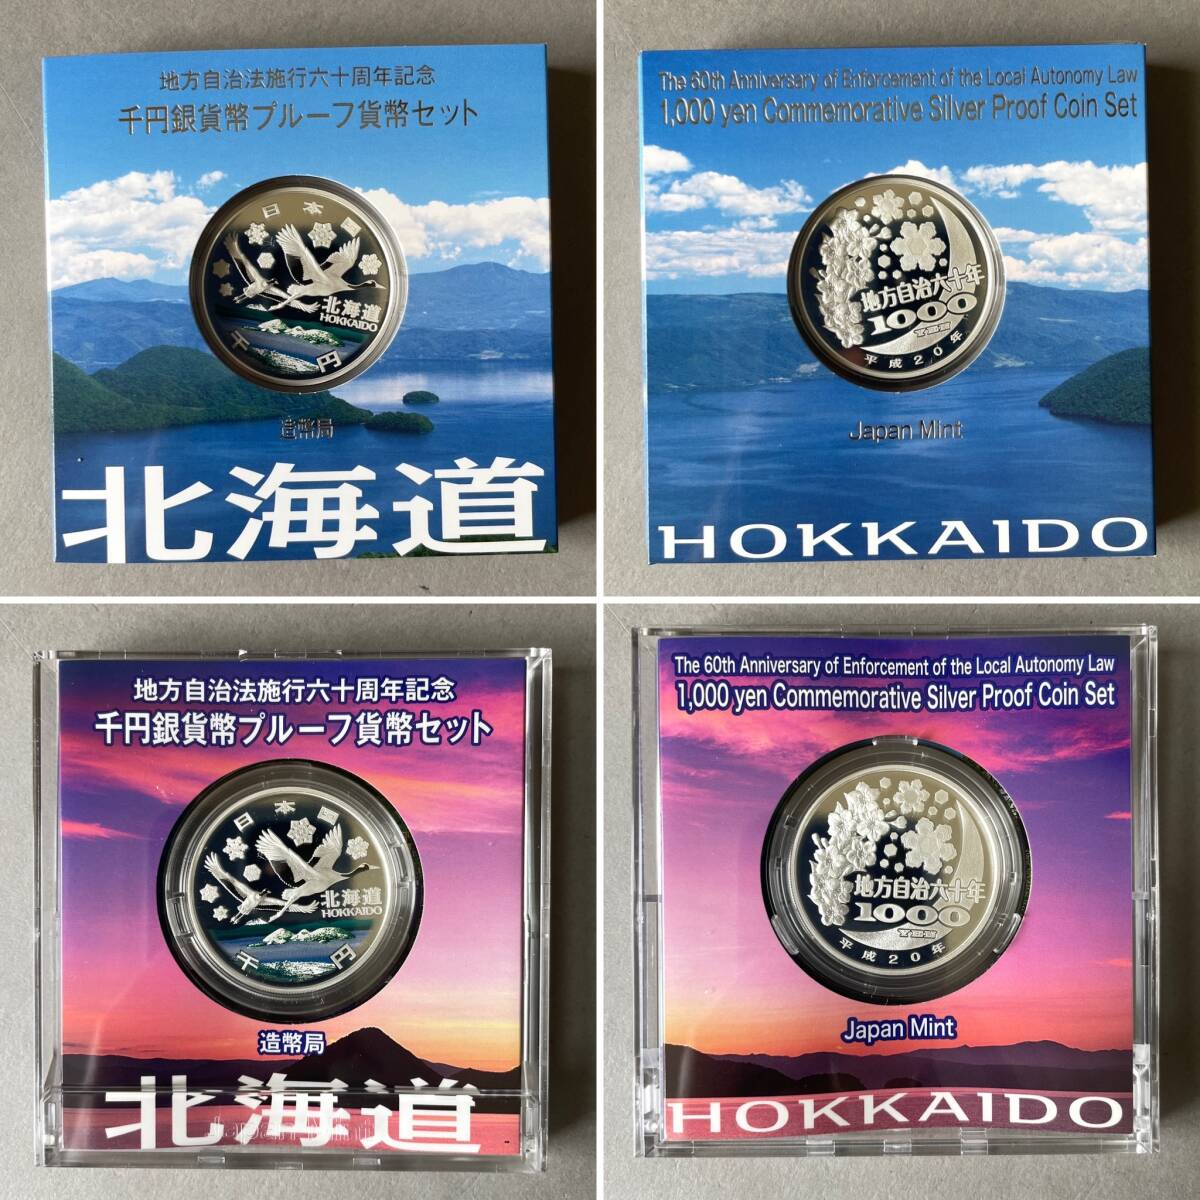 地方自治法施行六十周年記念
千円銀貨幣プルーフ貨幣セット
日本国
北海道
HOKKAIDO
千円
造幣局
北海道
The 60th Anniversary of Enforcement of the Local Autonomy Law
1,000 yen Commemorative Silver Proof Coin Set
地方自治六十年
1000
YEN
平成20年
Japan Mint
HOKKAIDO
地方自治法施行六十周年記念
千円銀貨幣プルーフ貨幣セット
日本国
北海道
HOKKAIDO
千円
造幣局
北海道
Japan Mint
The 60th Anniversary of Enforcement of the Local Autonomy Law
1,000 yen Commemorative Silver Proof Coin Set
地方自治六十年
1000
YEN
平成20年
Japan Mint
HOKKAIDO